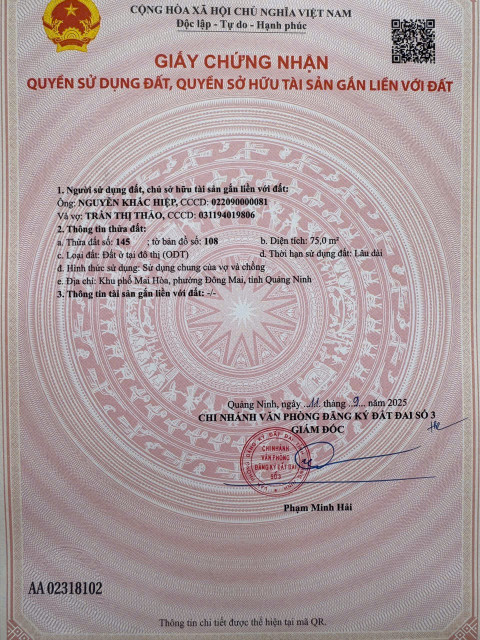 CỘNG HÒA XÃ HỘI CHỦ NGHĨA VIỆT NAM
Độc lập - Tự do - Hạnh phúc
GIẤY CHỨNG NHẬN
QUYỀN SỬ DỤNG ĐẤT, QUYỀN SỞ HỮU TÀI SẢN GẮN LIỀN VỚI ĐẤT
1. Người sử dụng đất, chủ sở hữu tài sản gắn liền với đất:
Ông: NGUYỄN KHẮC HIỆP, CCCD: 022090000081
Và vợ: TRẦN THỊ THẢO, CCCD: 031194019806
2. Thông tin thửa đất:
a. Thửa đất số: 145 ; tờ bản đồ số: 108 b. Diện tích: 75,0 m²
c. Loại đất: Đất ở tại đô thị (ODT) d. Thời hạn sử dụng đất: Lâu dài
đ. Hình thức sử dụng: Sử dụng chung của vợ và chồng
e. Địa chỉ: Khu phố Mai Hòa, phường Đông Mai, tỉnh Quảng Ninh
3. Thông tin tài sản gắn liền với đất: -/-
Quảng Ninh, ngày 11 tháng 9 năm 2025
CHI NHÁNH VĂN PHÒNG ĐĂNG KÝ ĐẤT ĐAI SỐ 3
GIÁM ĐỐC
CHI NHÁNH
VĂN PHÒNG
ĐĂNG KÝ ĐẤT ĐAI
SỐ 3
Phạm Minh Hải
AA 02318102
Thông tin chi tiết được thể hiện tại mã QR.